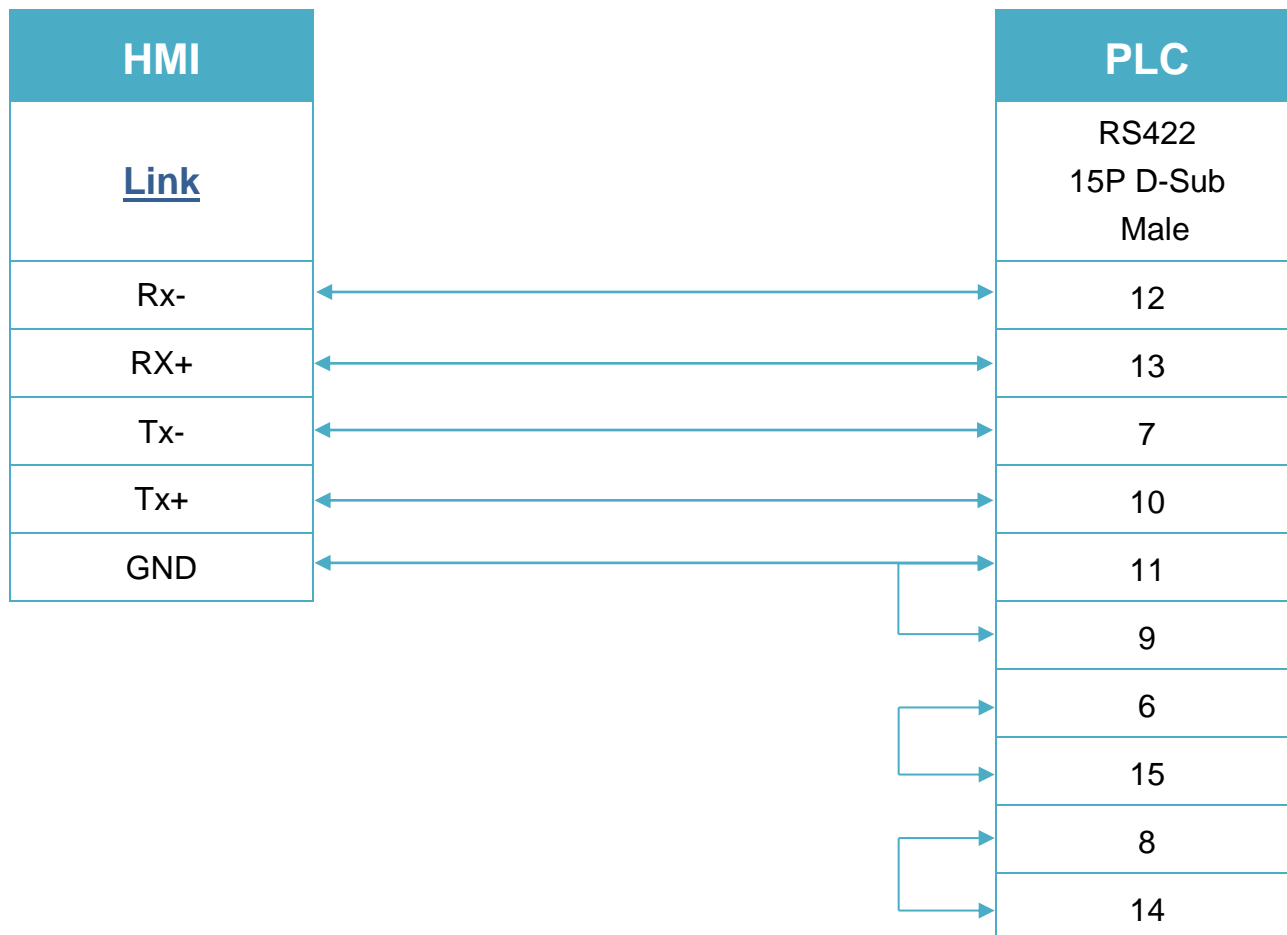 HMI
PLC
Link
RS422
15P D-Sub
Male
Rx-
12
RX+
13
Tx-
7
Tx+
10
GND
11
9
6
15
8
14